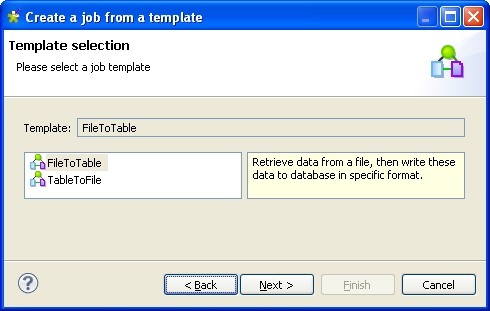 Create a job from a template
Template selection
Please select a job template
Template: FileToTable
FileToTable
TableToFile
Retrieve data from a file, then write these
data to database in specific format.
?
< Back
Next >
Finish
Cancel